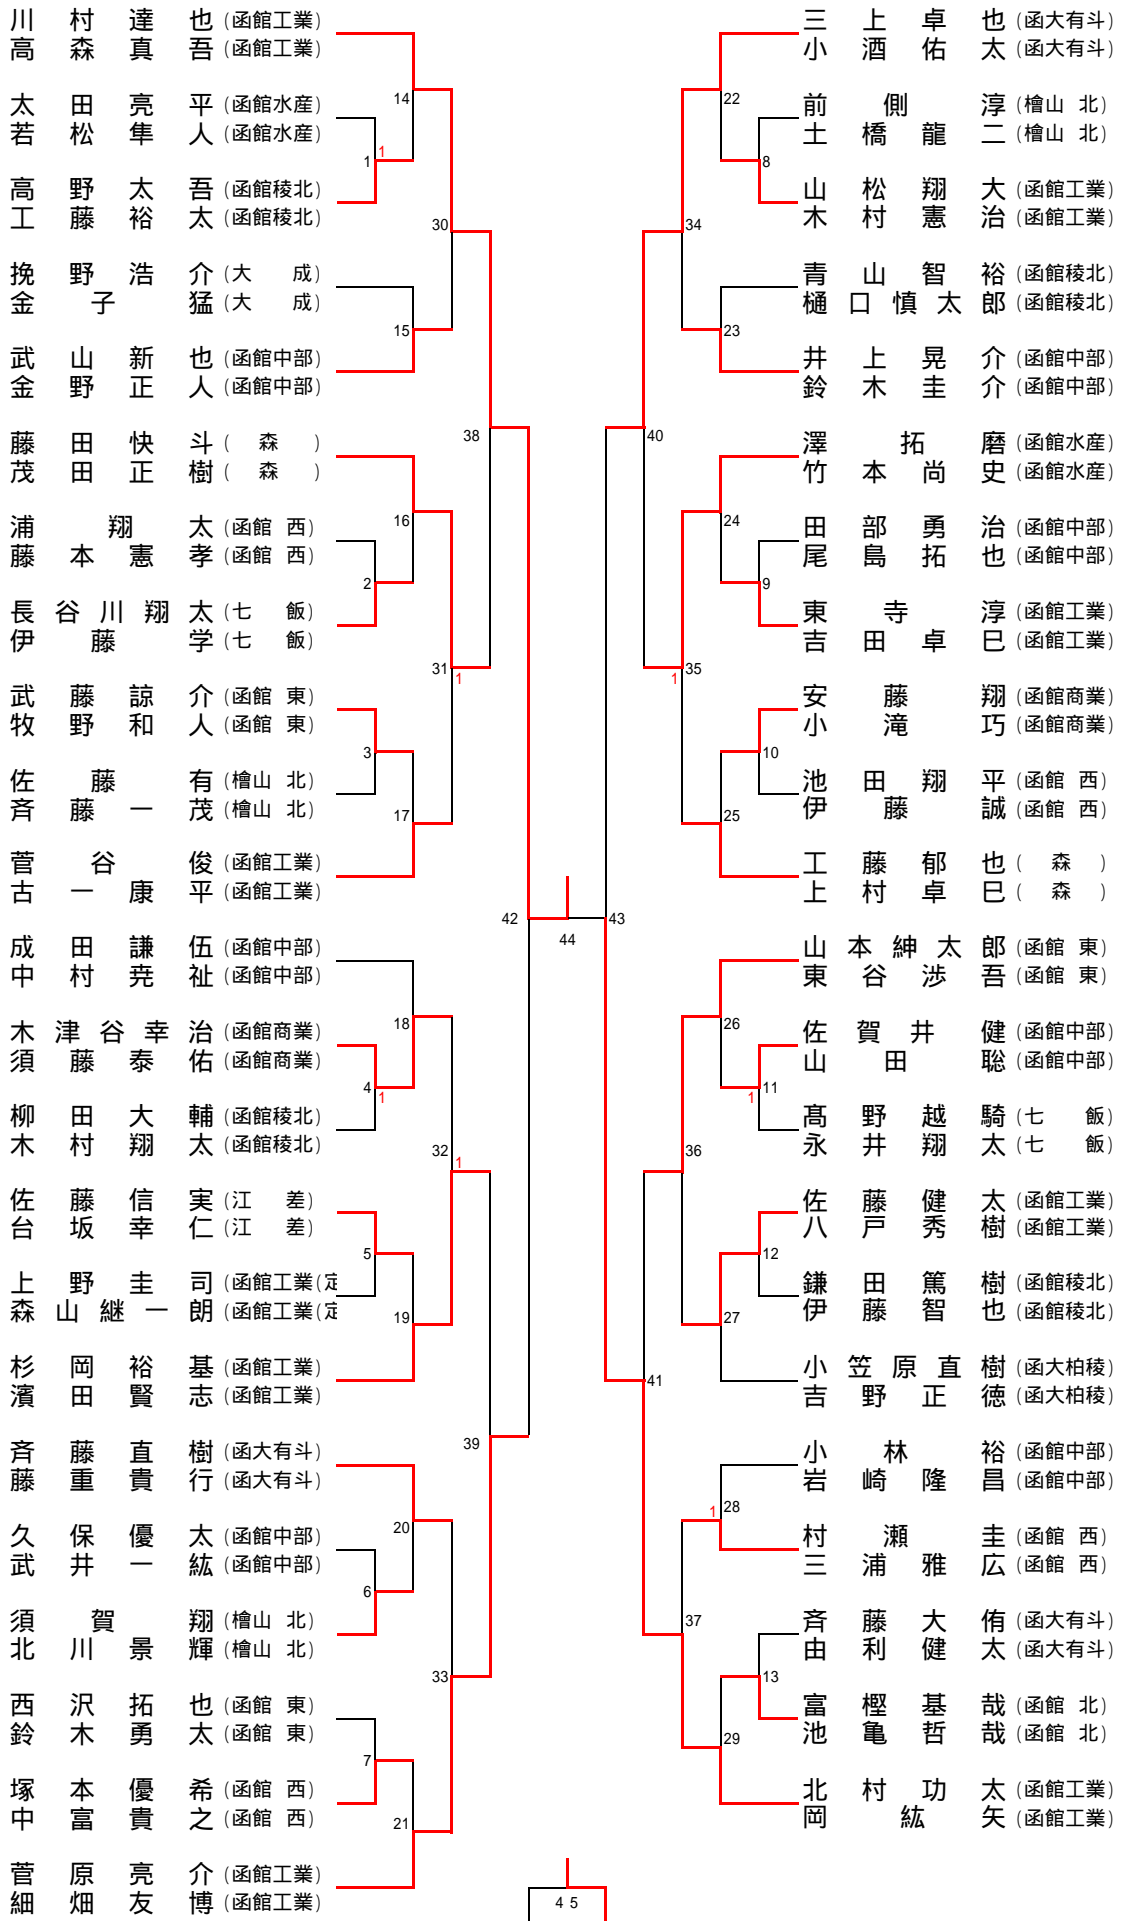 川村達也(函館工業)
高森真吾(函館工業)
太田亮平(函館水産)
若松隼人(函館水産)
高野太吾(函館稜北)
工藤裕太(函館稜北)
挽野浩介(大 成)
金子猛(大 成)
武山新也(函館中部)
金野正人(函館中部)
藤田快斗( 森 )
茂田正樹( 森 )
浦翔太(函館 西)
藤本憲孝(函館 西)
長谷川翔太(七 飯)
伊藤学(七 飯)
武藤諒介(函館 東)
牧野和人(函館 東)
佐藤有(檜山 北)
斉藤一茂(檜山 北)
菅谷俊(函館工業)
古一康平(函館工業)
成田謙伍(函館中部)
中村尭祉(函館中部)
木津谷幸治(函館商業)
須藤泰佑(函館商業)
柳田大輔(函館稜北)
木村翔太(函館稜北)
佐藤信実(江 差)
台坂幸仁(江 差)
上野圭司(函館工業(定
森山継一朗(函館工業(定
杉岡裕基(函館工業)
濱田賢志(函館工業)
斉藤直樹(函大有斗)
藤重貴行(函大有斗)
久保優太(函館中部)
武井一紘(函館中部)
須賀翔(檜山 北)
北川景輝(檜山 北)
西沢拓也(函館 東)
鈴木勇太(函館 東)
塚本優希(函館 西)
中富貴之(函館 西)
菅原亮介(函館工業)
細畑友博(函館工業)
14
1
1
30
15
38
16
2
31
1
3
17
42
44
43
18
4
1
32
1
5
19
39
20
6
33
7
21
4 5
22
8
34
23
40
24
9
35
1
10
25
26
11
1
36
12
27
41
28
1
37
13
29
三上卓也(函大有斗)
小酒佑太(函大有斗)
前側淳(檜山 北)
土橋龍二(檜山 北)
山松翔大(函館工業)
木村憲治(函館工業)
青山智裕(函館稜北)
樋口慎太郎(函館稜北)
井上晃介(函館中部)
鈴木圭介(函館中部)
澤拓磨(函館水産)
竹本尚史(函館水産)
田部勇治(函館中部)
尾島拓也(函館中部)
東寺淳(函館工業)
吉田卓巳(函館工業)
安藤翔(函館商業)
小滝巧(函館商業)
池田翔平(函館 西)
伊藤誠(函館 西)
工藤郁也( 森 )
上村卓巳( 森 )
山本紳太郎(函館 東)
東谷渉吾(函館 東)
佐賀井健(函館中部)
山田聡(函館中部)
髙野越騎(七 飯)
永井翔太(七 飯)
佐藤健太(函館工業)
八戸秀樹(函館工業)
鎌田篤樹(函館稜北)
伊藤智也(函館稜北)
小笠原直樹(函大柏稜)
吉野正徳(函大柏稜)
小林裕(函館中部)
岩崎隆昌(函館中部)
村瀬圭(函館 西)
三浦雅広(函館 西)
斉藤大侑(函大有斗)
由利健太(函大有斗)
富樫基哉(函館 北)
池亀哲哉(函館 北)
北村功太(函館工業)
岡紘矢(函館工業)